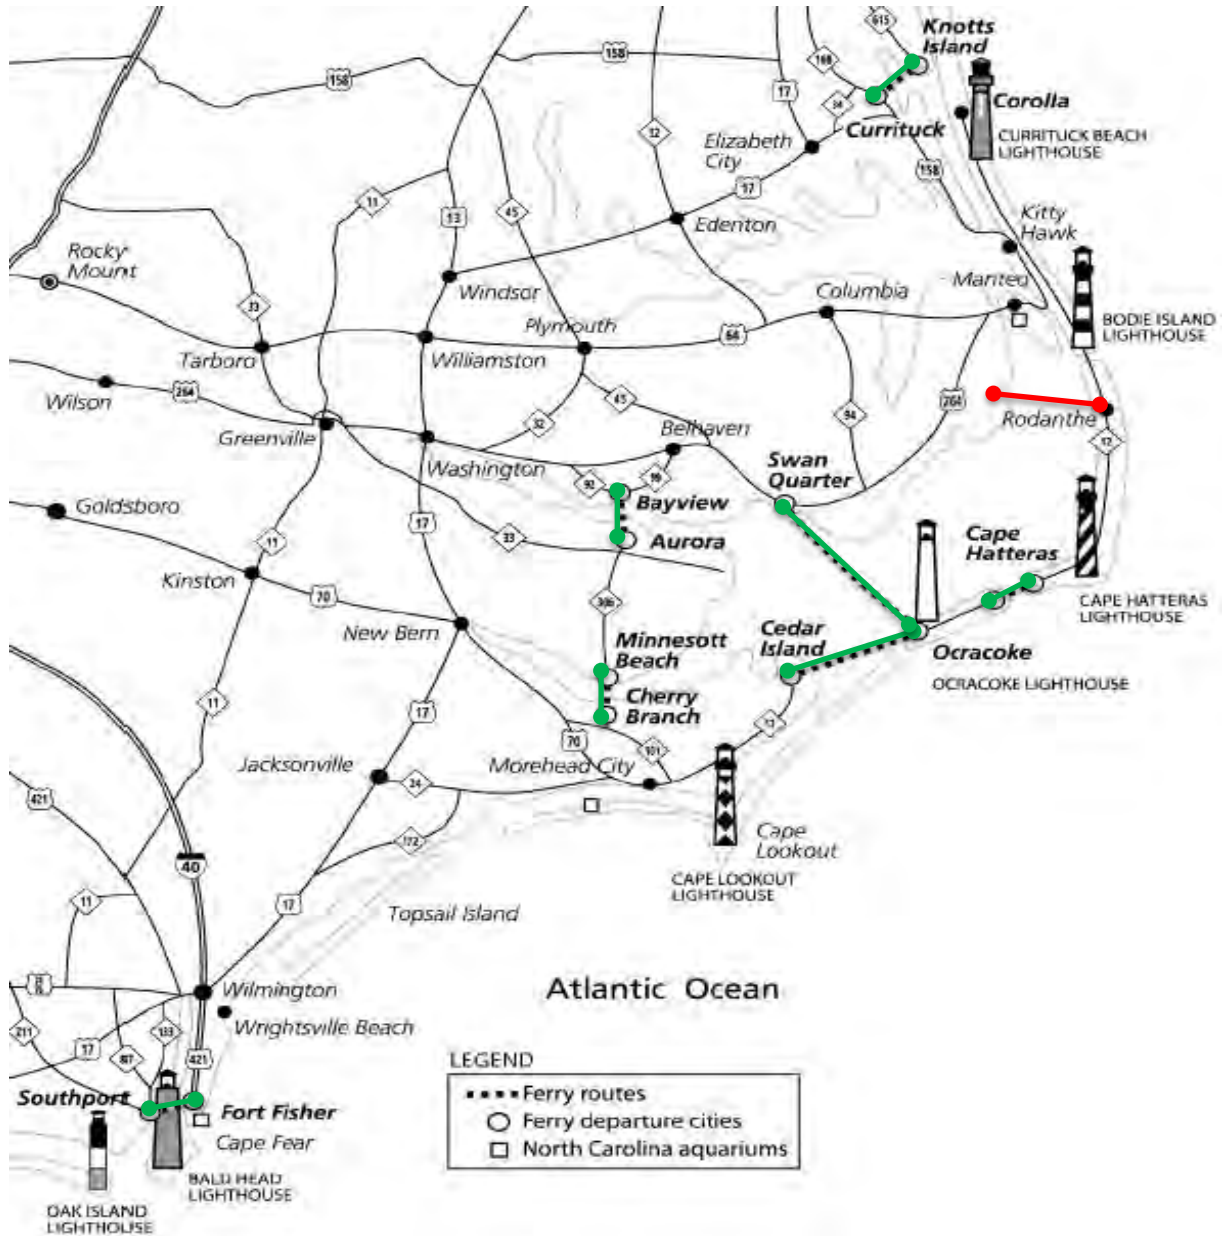 615
Knotts
Island
158
168
158
17
34
Corolla
CURRITUCK BEACH
LIGHTHOUSE
Currituck
32
Elizabeth
City
158
17
11
13
45
Edenton
Kitty
Hawk
Rocky
Mount
Windsor
Columbia
Manteo
33
Plymouth
64
BODIE ISLAND
LIGHTHOUSE
Tarboro
Williamston
Wilson
264
45
94
264
Rodanthe
12
Greenville
32
Belhaven
Washington
Swan
Quarter
92
99
Bayview
Goldsboro
17
33
Aurora
Cape
Hatteras
11
Kinston
70
306
CAPE HATTERAS
LIGHTHOUSE
New Bern
Minnesott
Beach
Cedar
Island
Ocracoke
OCRACOKE LIGHTHOUSE
11
17
Cherry
Branch
70
101
Jacksonville
24
Morehead City
421
172
Cape
Lookout
40
CAPE LOOKOUT
LIGHTHOUSE
11
17
Topsail Island
Wilmington
Atlantic Ocean
Wrightsville Beach
211
17
133
421
LEGEND
Ferry routes
Ferry departure cities
North Carolina aquariums
Southport
Fort Fisher
Cape Fear
BALD HEAD
LIGHTHOUSE
OAK ISLAND
LIGHTHOUSE